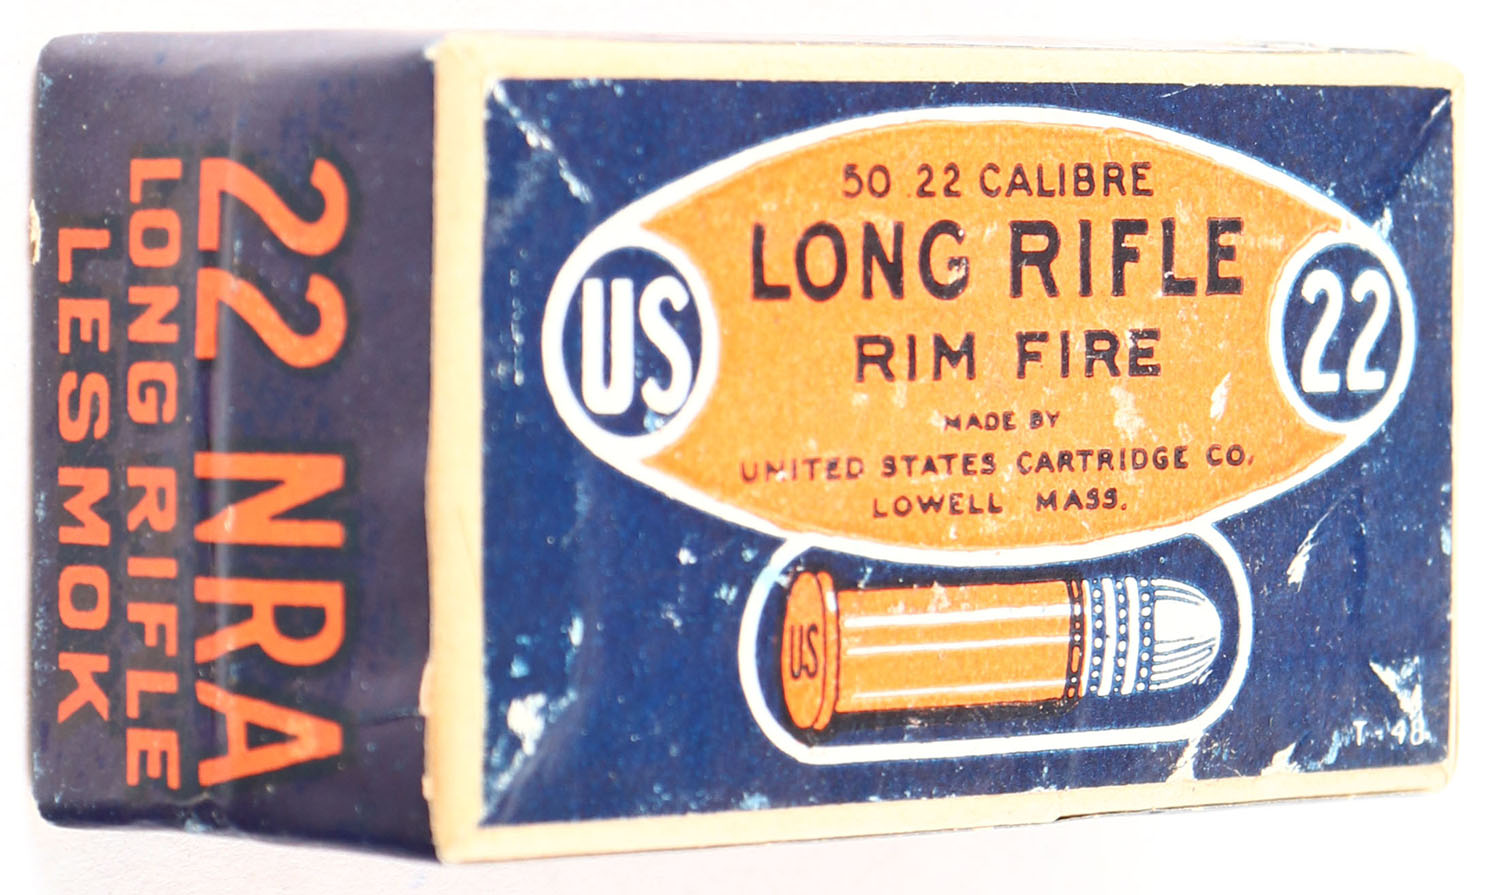 22 NRA
LONG RIFLE
LESMOK
50 .22 CALIBRE
LONG RIFLE
RIM FIRE
MADE BY
UNITED STATES CARTRIDGE CO.
LOWELL MASS.
US
22
US
T-48